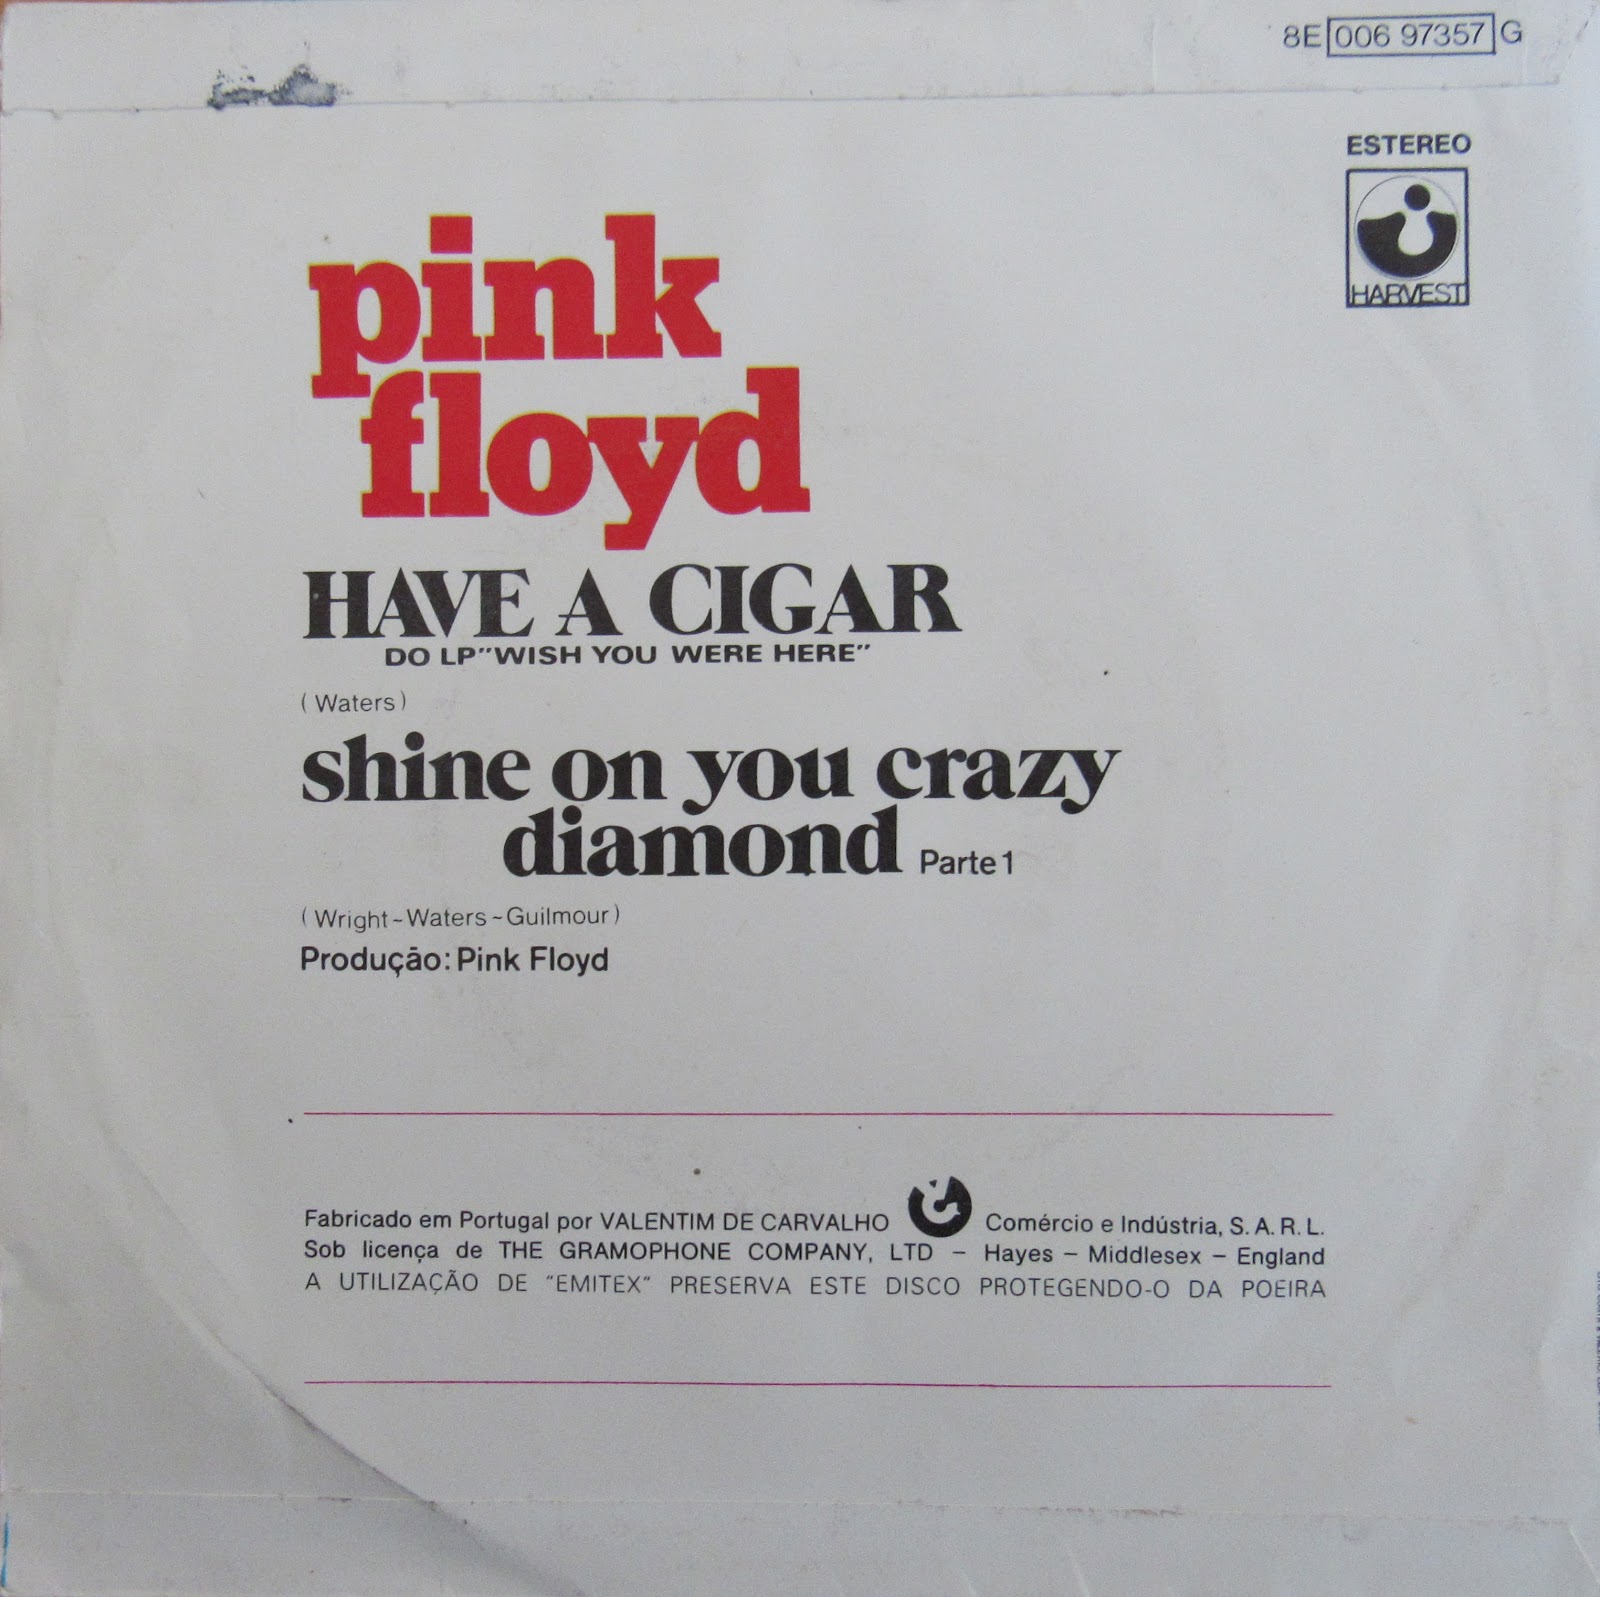 8E 006 97357 G
ESTEREO
HARVEST
pink
floyd
HAVE A CIGAR
DO LP"WISH YOU WERE HERE"
(Waters)
shine on you crazy
diamond Parte 1
(Wright-Waters-Guilmour)
Produção: Pink Floyd
Fabricado em Portugal por VALENTIM DE CARVALHO Comércio e Indústria, S.A.R.L.
Sob licença de THE GRAMOPHONE COMPANY, LTD – Hayes – Middlesex – England
A UTILIZAÇÃO DE "EMITEX" PRESERVA ESTE DISCO PROTEGENDO-O DA POEIRA